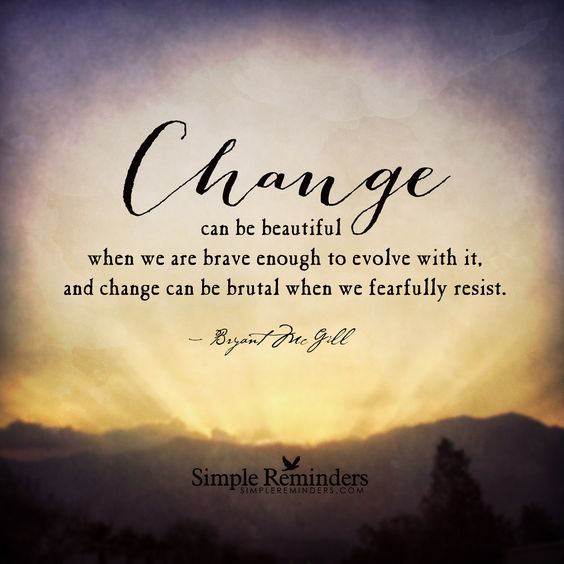 Change
can be beautiful
when we are brave enough to evolve with it,
and change can be brutal when we fearfully resist.
— Bryant McGill
Simple Reminders
SIMPLEREMINDERS.COM